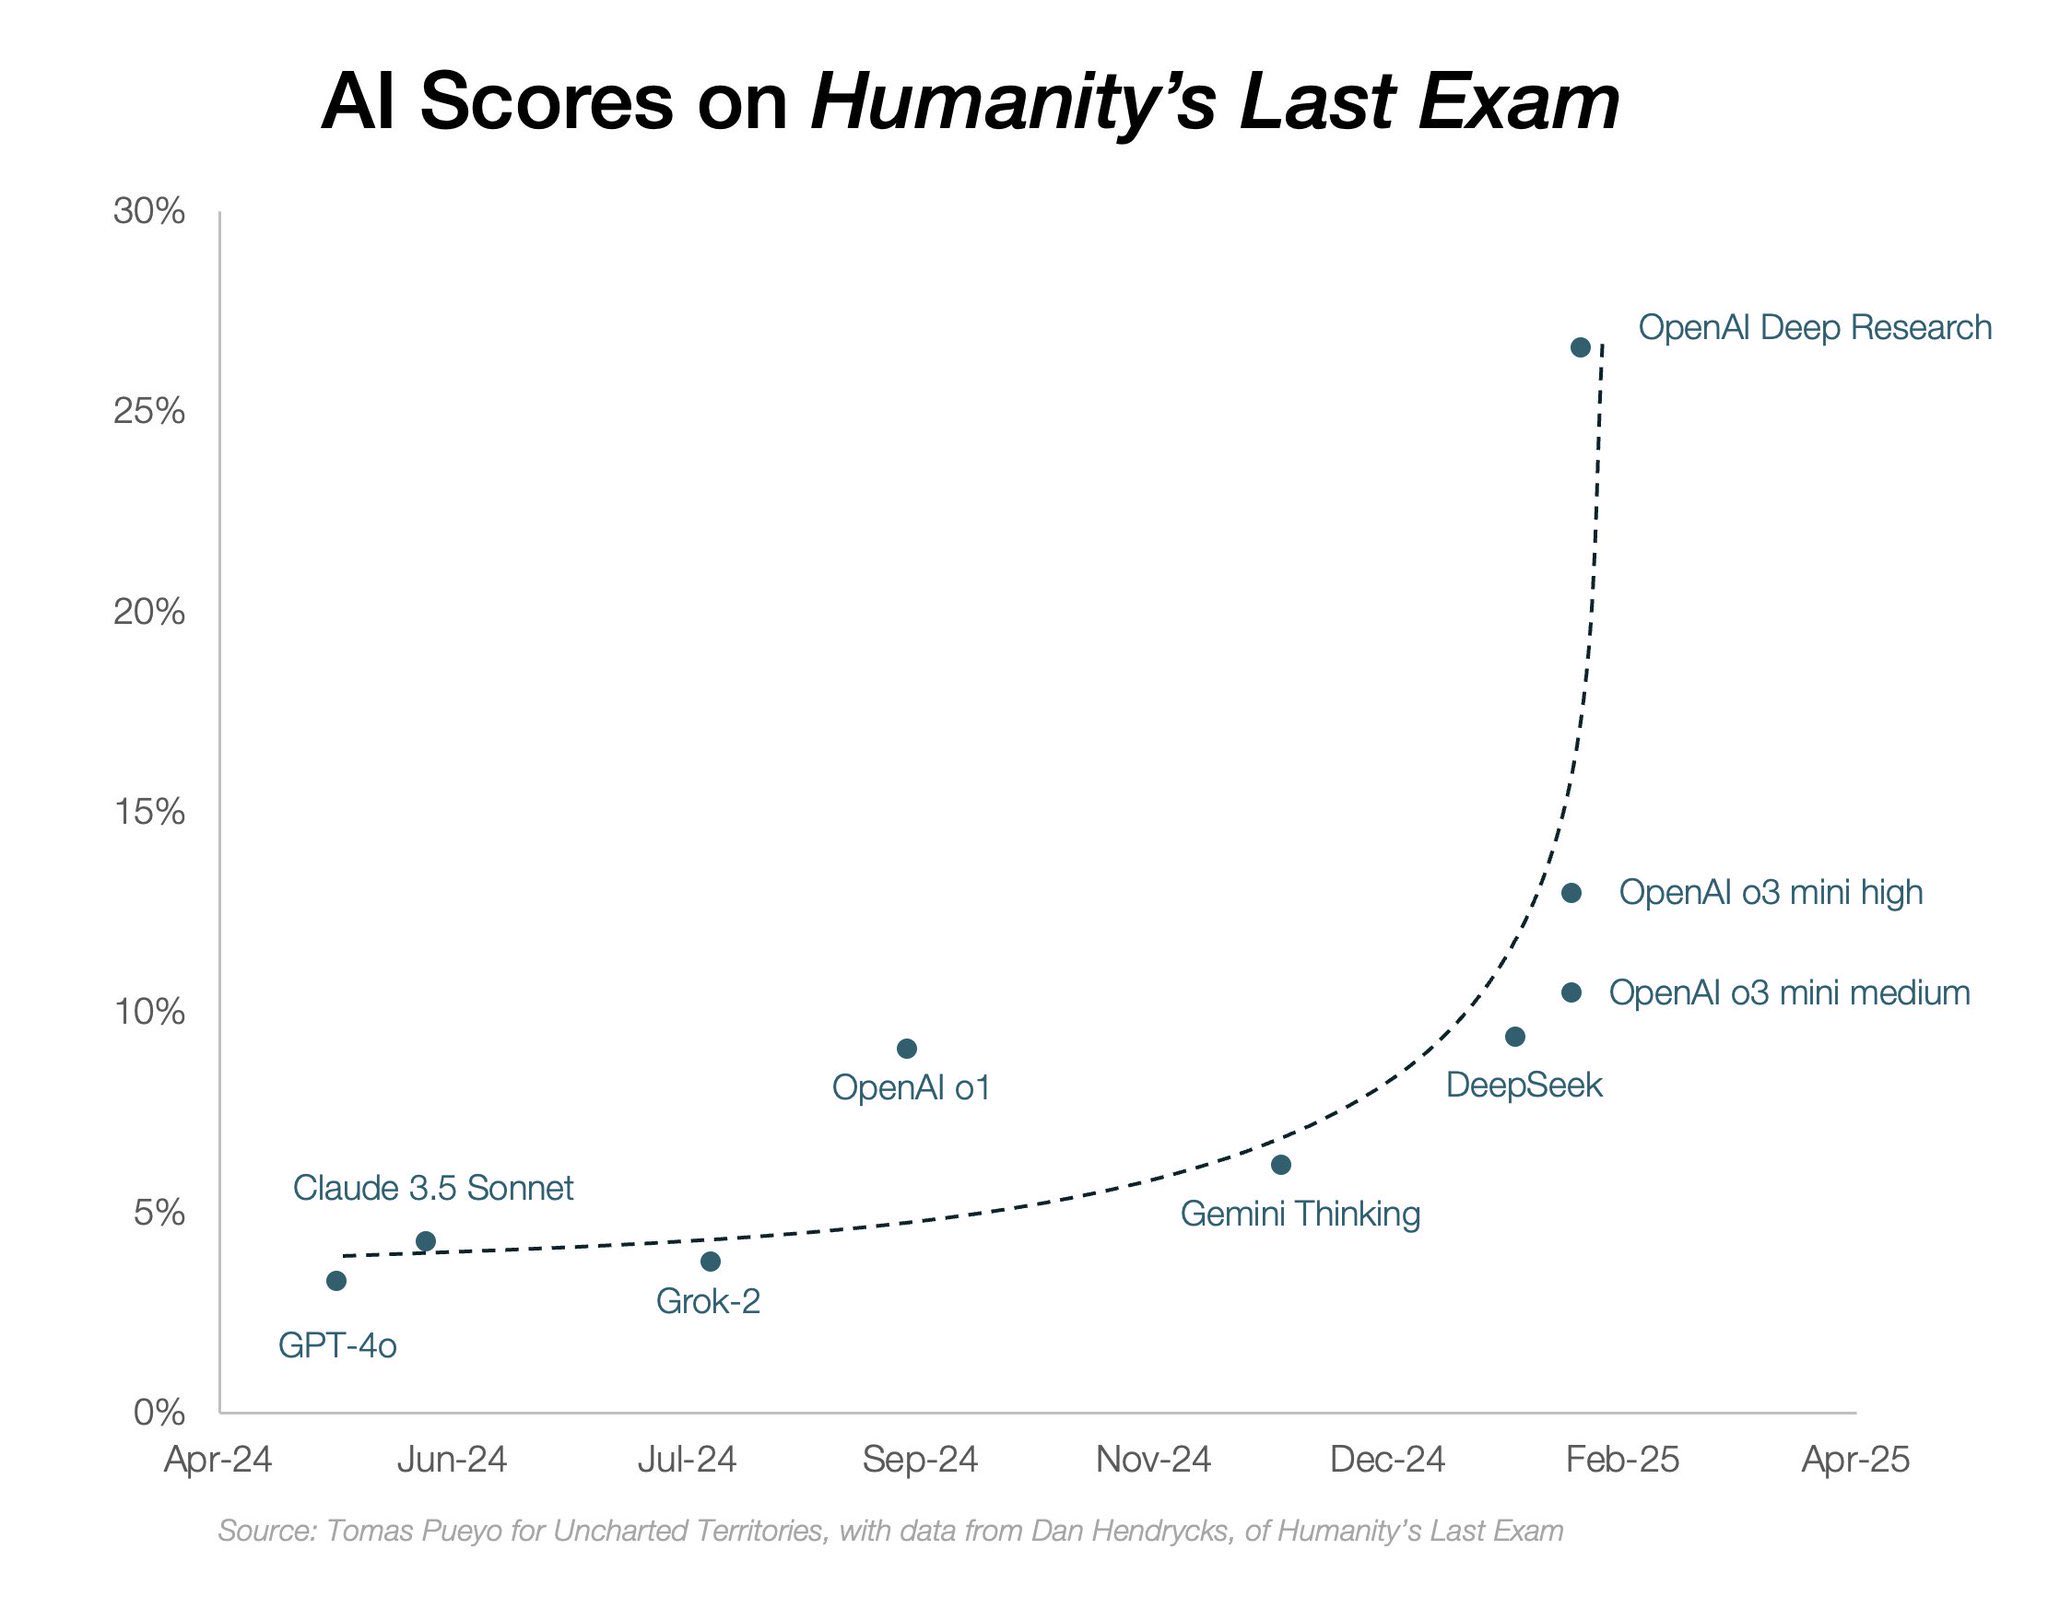 AI Scores on Humanity's Last Exam
30%
OpenAI Deep Research
25%
20%
15%
OpenAI o3 mini high
10%
OpenAI o3 mini medium
OpenAI o1
DeepSeek
Claude 3.5 Sonnet
5%
Gemini Thinking
Grok-2
GPT-4o
0%
Apr-24 Jun-24 Jul-24 Sep-24 Nov-24 Dec-24 Feb-25 Apr-25
Source: Tomas Pueyo for Uncharted Territories, with data from Dan Hendrycks, of Humanity's Last Exam